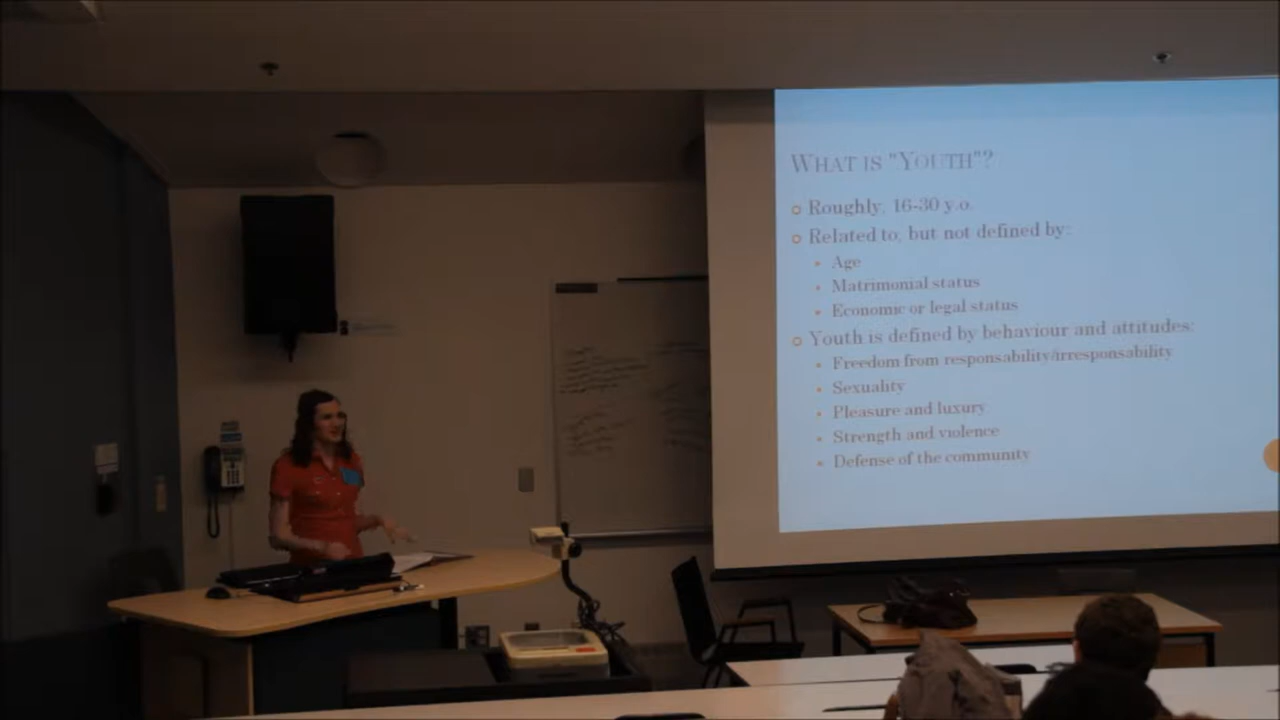 WHAT IS "YOUTH"?
Roughly, 16-30 y.o.
Related to, but not defined by:
Age
Matrimonial status
Economic or legal status
Youth is defined by behaviour and attitudes:
Freedom from responsability/irresponsability
Sexuality
Pleasure and luxury
Strength and violence
Defense of the community